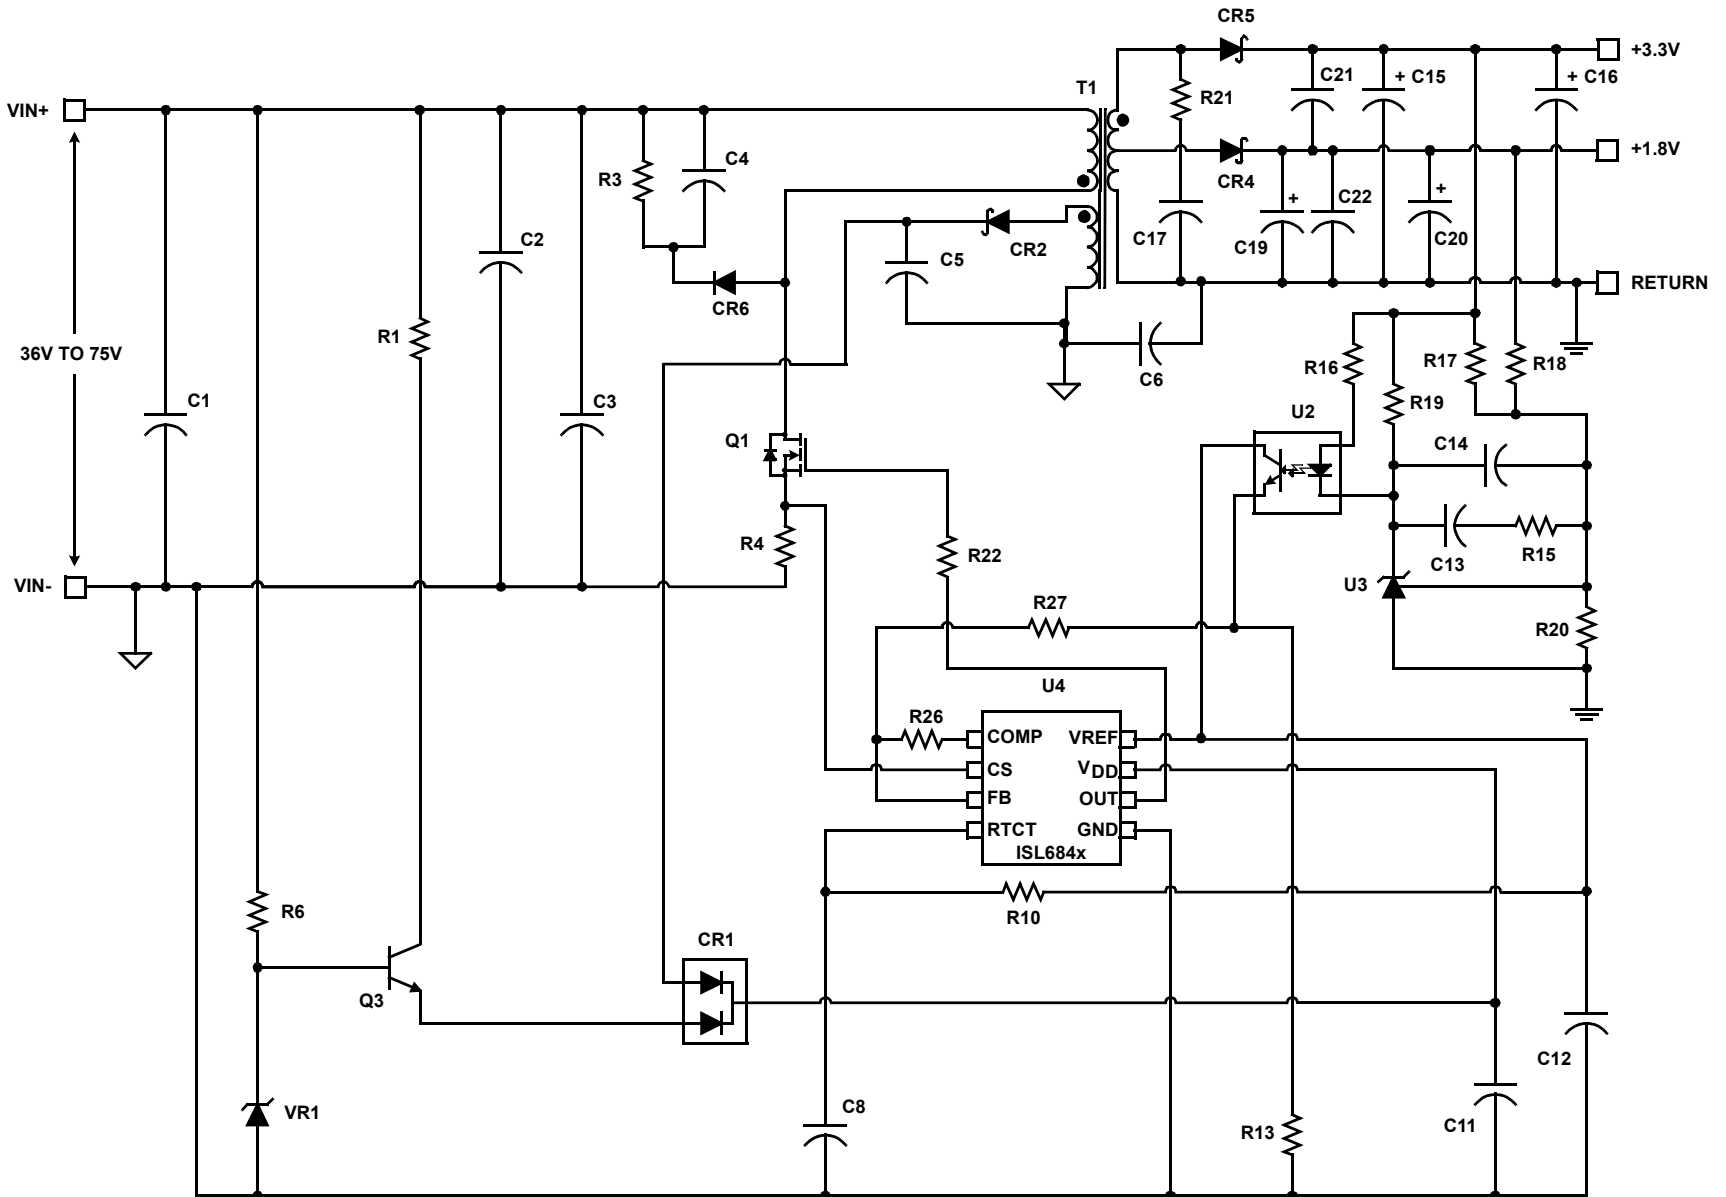 CR5
+3.3V
C21
+ C15
+ C16
T1
R21
VIN+
+1.8V
C4
R3
CR4
+
C22
+
C17
C19
C20
C2
C5
CR2
RETURN
CR6
R1
36V TO 75V
R16
R17
R18
C6
C1
C3
R19
U2
Q1
C14
R4
R22
R15
C13
VIN-
U3
R27
R20
U4
R26
COMP
VREF
CS
VDD
FB
OUT
RTCT
GND
ISL684x
R6
R10
CR1
Q3
C12
VR1
C8
C11
R13